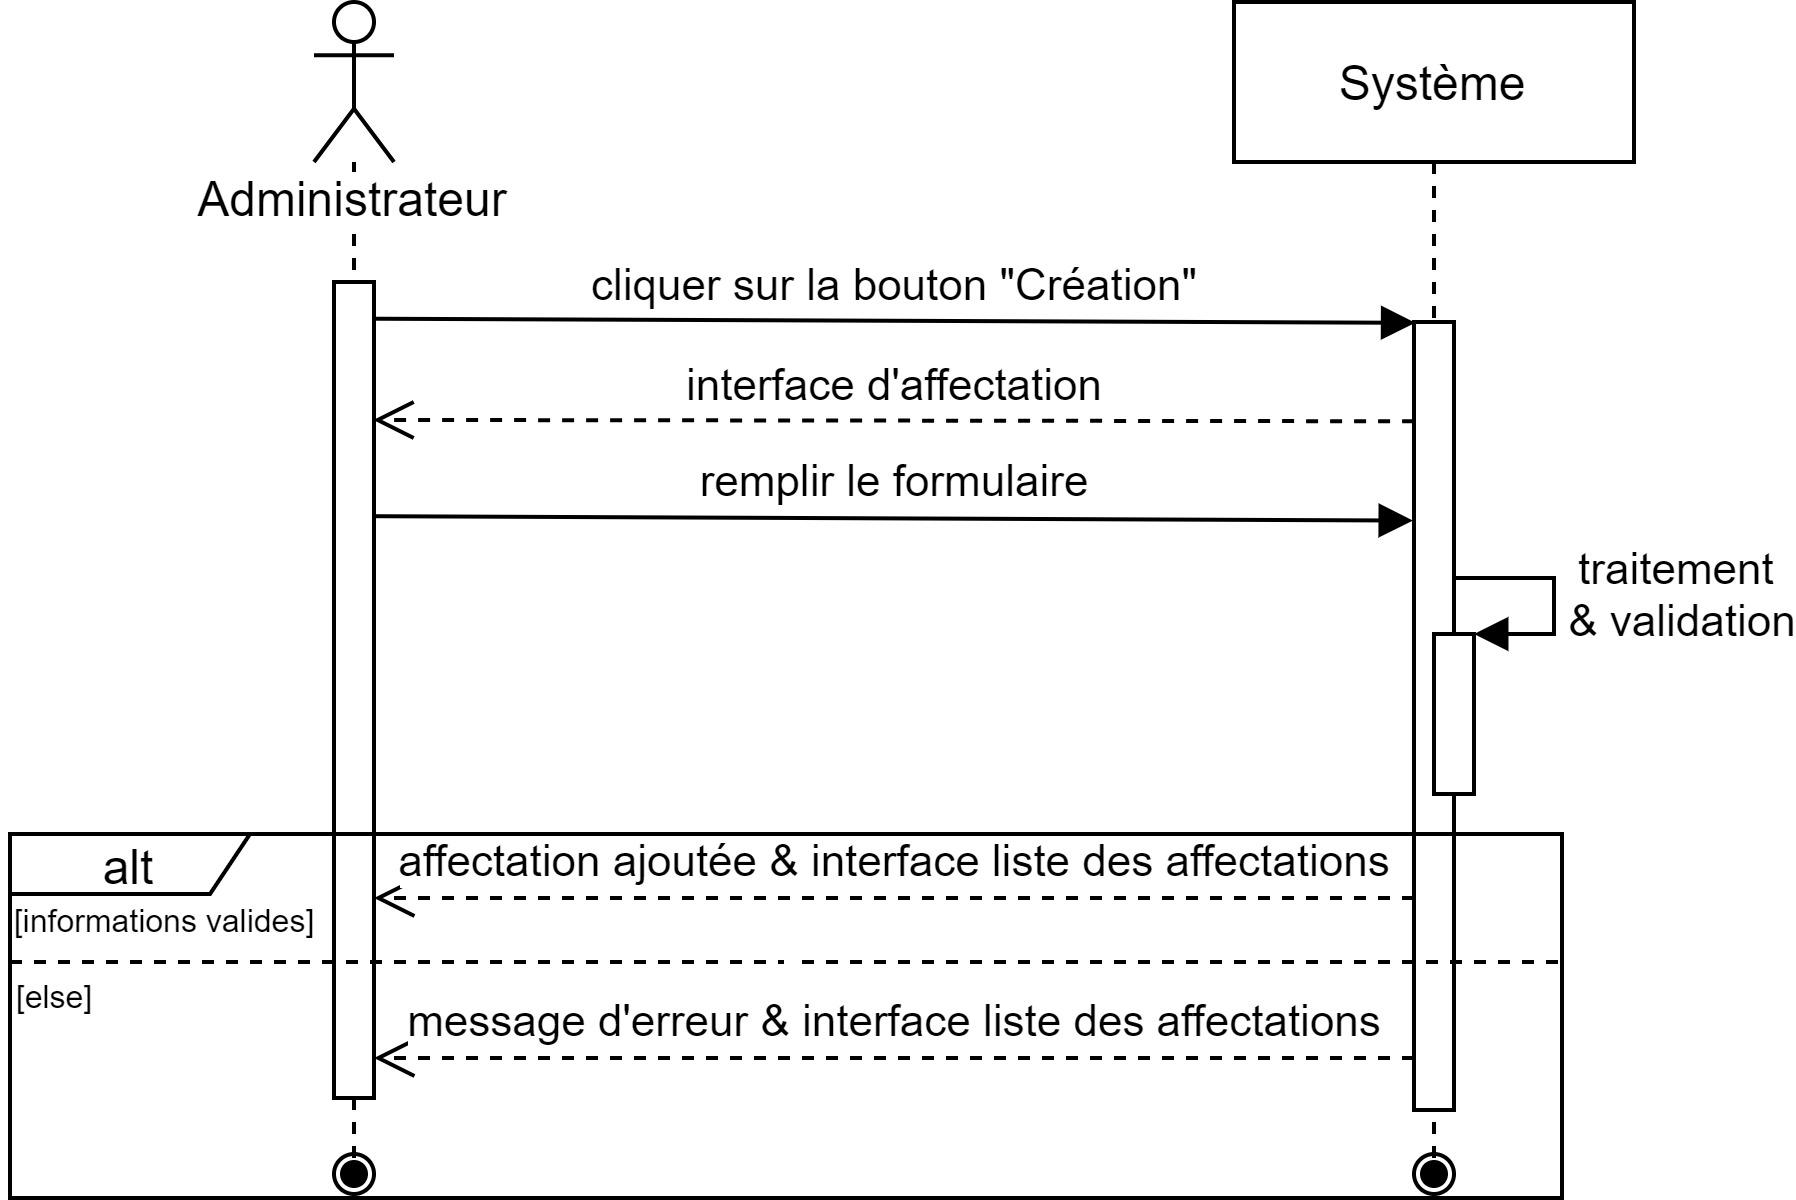 Système
Administrateur
cliquer sur la bouton "Création"
interface d'affectation
remplir le formulaire
traitement
& validation
alt
affectation ajoutée & interface liste des affectations
[informations valides]
[else]
message d'erreur & interface liste des affectations